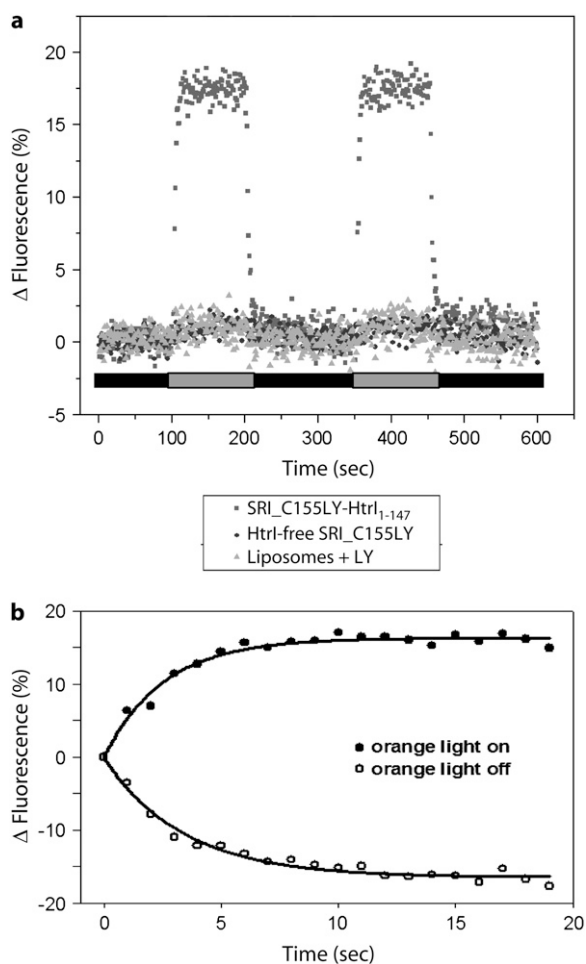 a
Δ Fluorescence (%)
20
15
10
5
0
-5
0 100 200 300 400 500 600
Time (sec)
SRI_C155LY-HtrI1-147
HtrI-free SRI_C155LY
Liposomes + LY
b
Δ Fluorescence (%)
20
10
0
-10
-20
orange light on
orange light off
0 5 10 15 20
Time (sec)